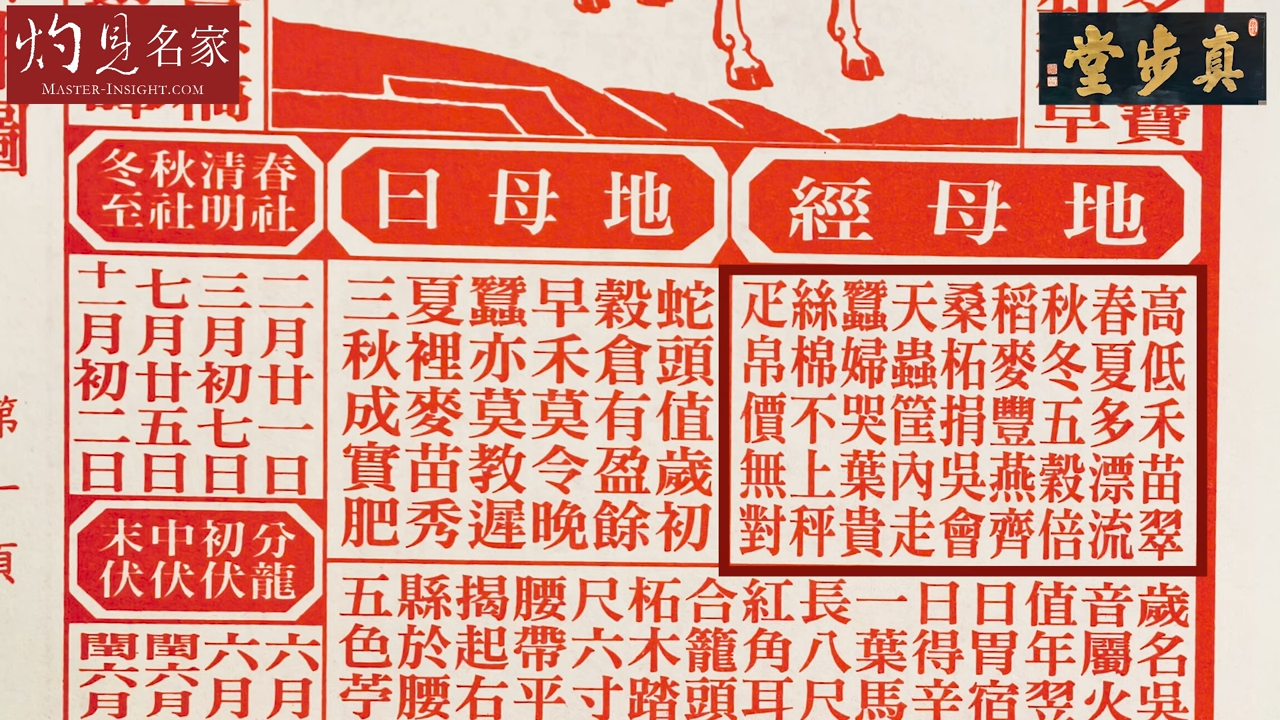 灼見名家
MASTER-INSIGHT.COM
真步堂
寶
地母經
高低禾苗翠
春夏多漂流
秋冬五穀倍
稻麥豐燕齊
桑柘捐吳會
天蟲筐內走
蠶婦哭葉貴
絲棉不上秤
疋帛價無對
地母曰
蛇頭值歲初
穀倉有盈餘
早禾莫令晚
蠶亦莫教遲
夏裡麥苗秀
三秋成實肥
春社
清明
秋社
冬至
二月廿一日
三月初七日
七月廿五日
十一月初二日
分龍
初伏
中伏
末伏
六月
六月
閏六月
閏六月
歲名吳
音屬火
值年翌
日胃宿
日得辛
一葉馬
長八尺
紅角耳
合籠頭
柘木踏
尺六寸
腰帶平
揭起右
縣於腰
五色苧
第一頁